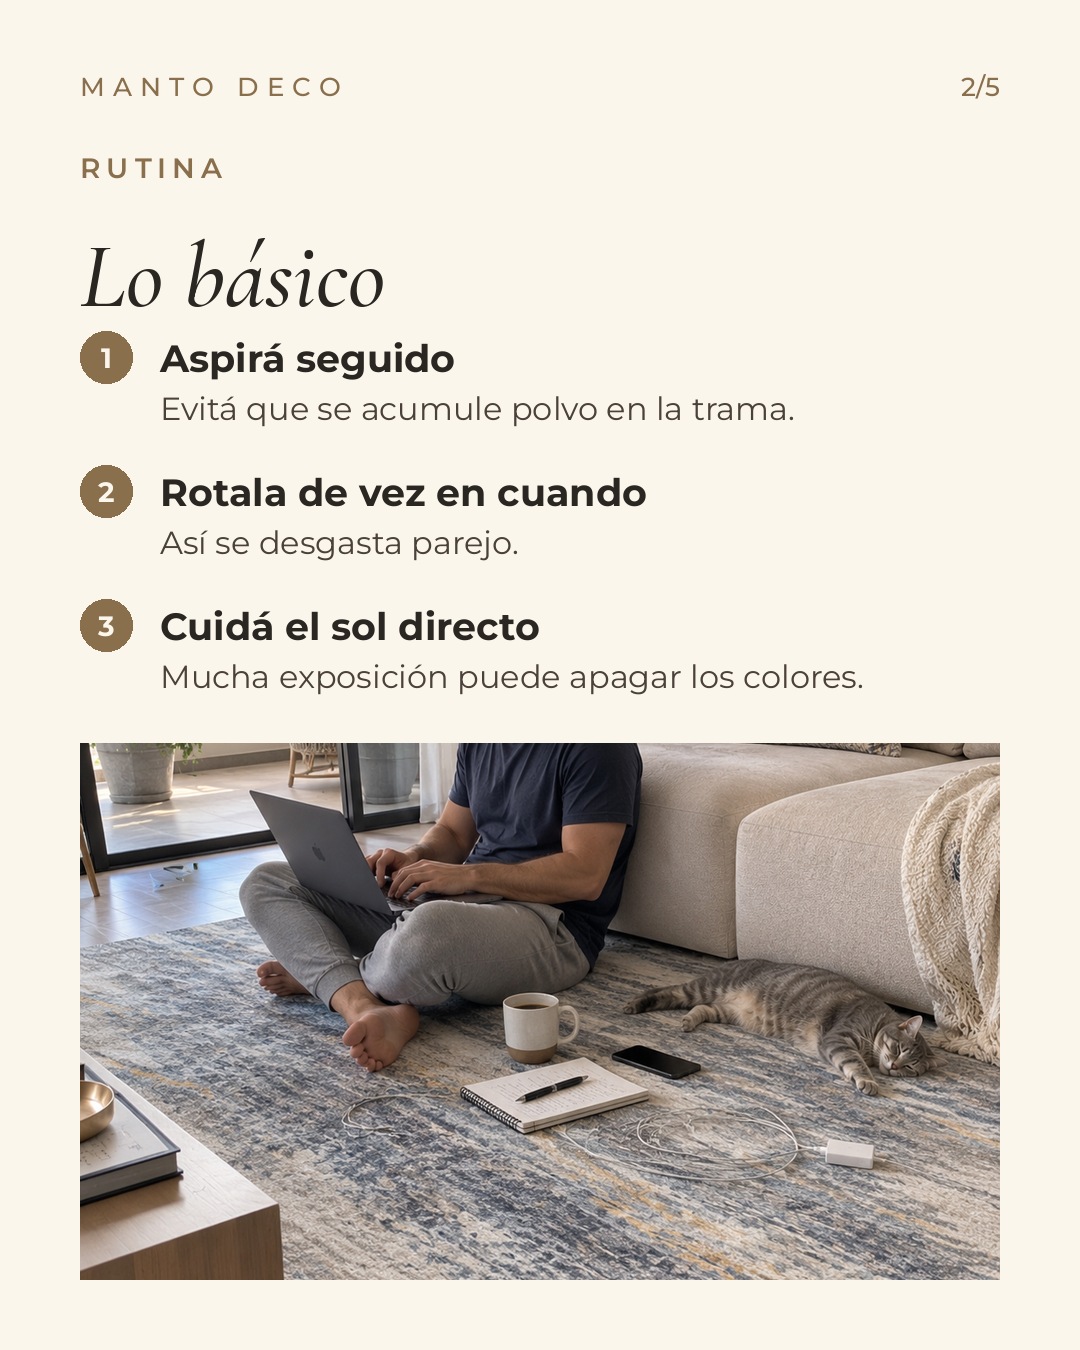 MANTO DECO
2/5
RUTINA
Lo básico
1 Aspirá seguido
Evitá que se acumule polvo en la trama.
2 Rotala de vez en cuando
Así se desgasta parejo.
3 Cuidá el sol directo
Mucha exposición puede apagar los colores.